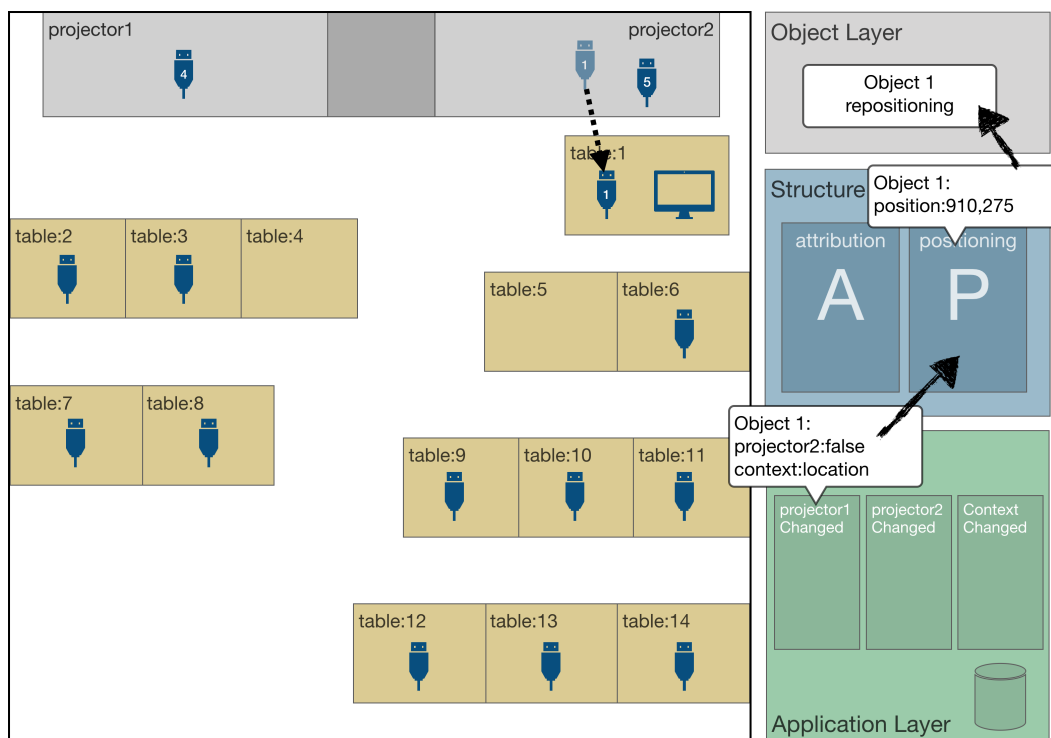 projector1
projector2
4
1
5
table:1
1
table:2
table:3
table:4
table:5
table:6
table:7
table:8
table:9
table:10
table:11
table:12
table:13
table:14
Object Layer
Object 1
repositioning
Structure
Object 1:
position:910,275
attribution
positioning
A
P
Object 1:
projector2:false
context:location
projector1
Changed
projector2
Changed
Context
Changed
Application Layer